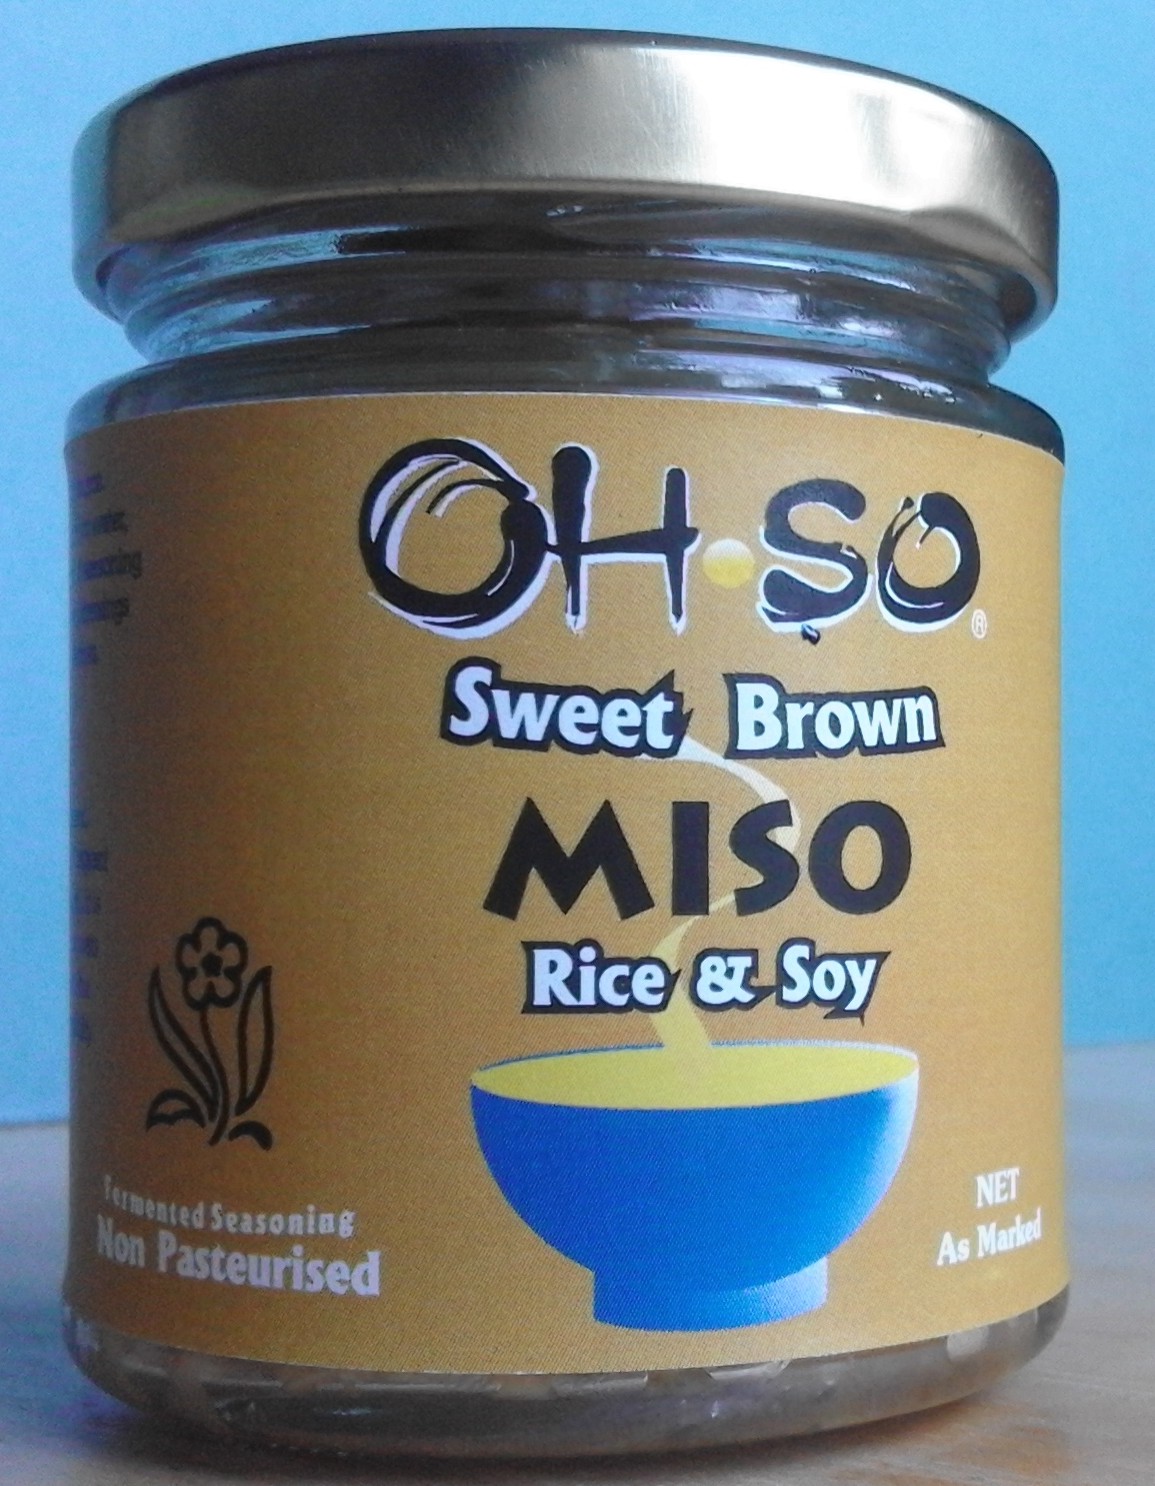 OH·SO®
Sweet Brown
MISO
Rice & Soy
Fermented Seasoning
Non Pasteurised
NET
As Marked